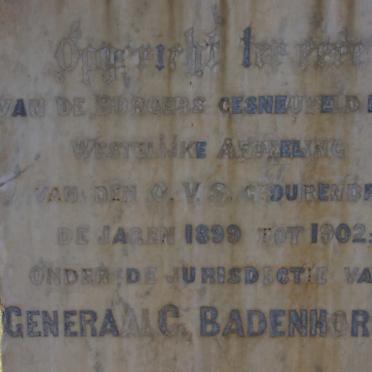 Opgericht ter eere
VAN DE BURGERS GESNEUVELD
WESTELIJKE AFDEELING
VAN DEN O.V.S. GEDURENDE
DE JAREN 1899 TOT 1902:
ONDER DE JURISDICTIE VA
GENERAAL C. BADENHOR